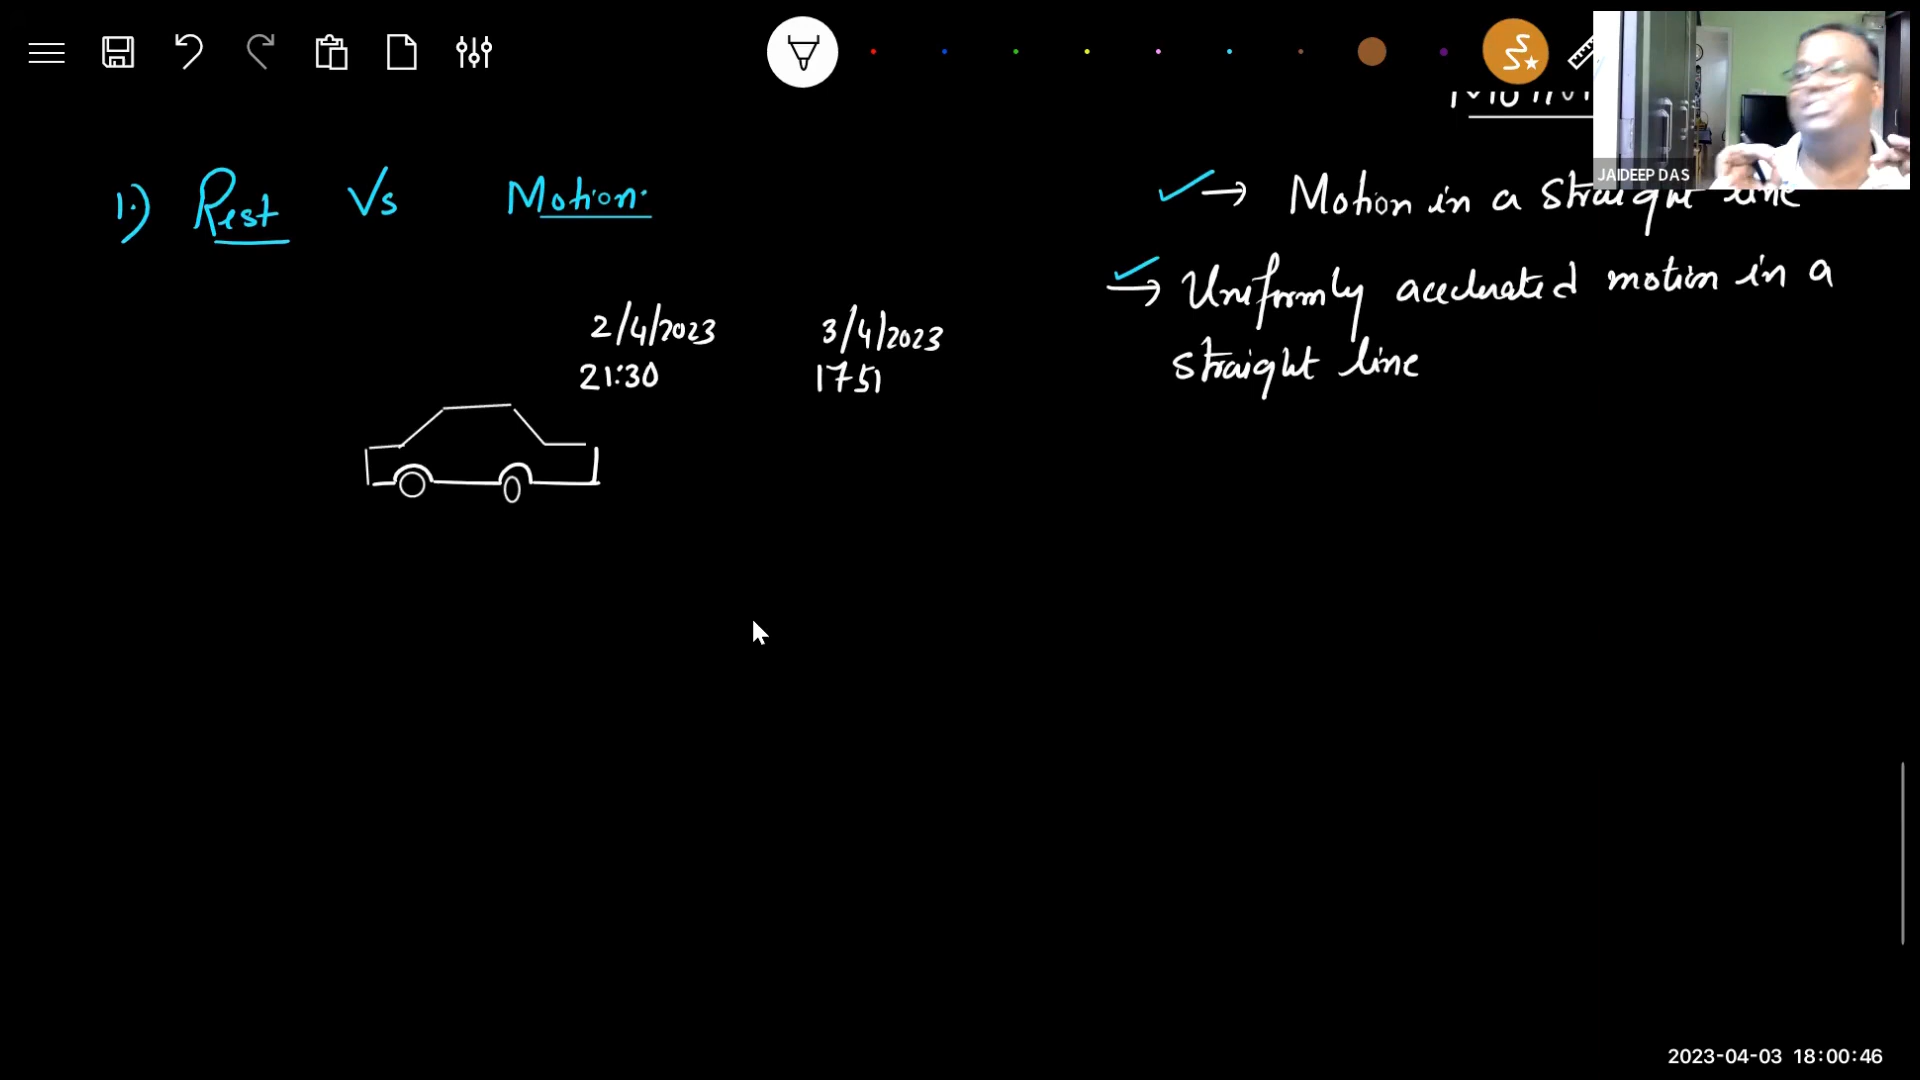 JAIDEEP DAS
1.) Rest Vs Motion.
→ Motion in a straight line
→ Uniformly accelerated motion in a
straight line
2/4/2023 3/4/2023
21:30 1751
2023-04-03 18:00:46